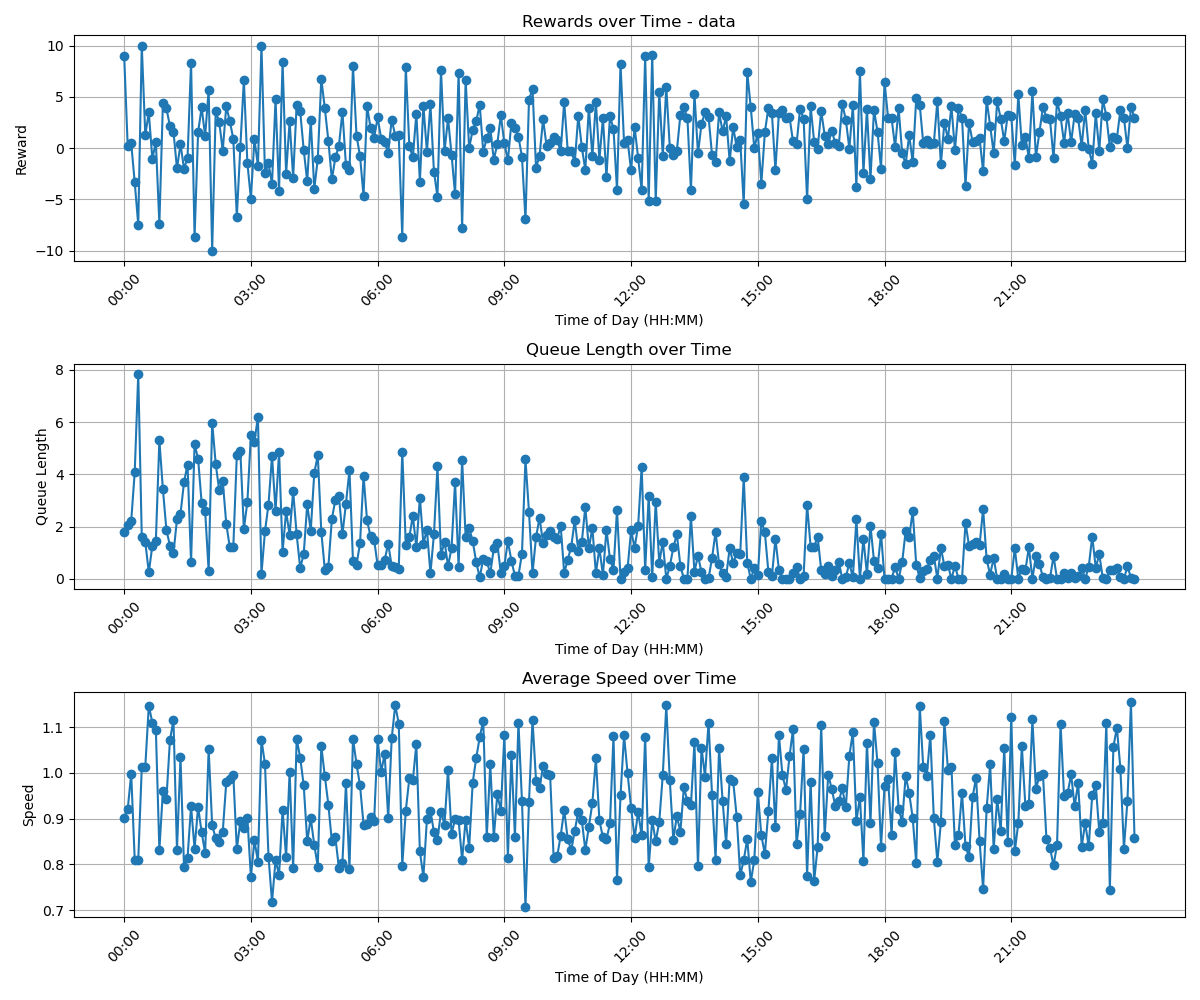 Rewards over Time - data
Reward
10
5
0
−5
−10
00:00 03:00 06:00 09:00 12:00 15:00 18:00 21:00
Time of Day (HH:MM)
Queue Length over Time
Queue Length
8
6
4
2
0
00:00 03:00 06:00 09:00 12:00 15:00 18:00 21:00
Time of Day (HH:MM)
Average Speed over Time
Speed
1.1
1.0
0.9
0.8
0.7
00:00 03:00 06:00 09:00 12:00 15:00 18:00 21:00
Time of Day (HH:MM)